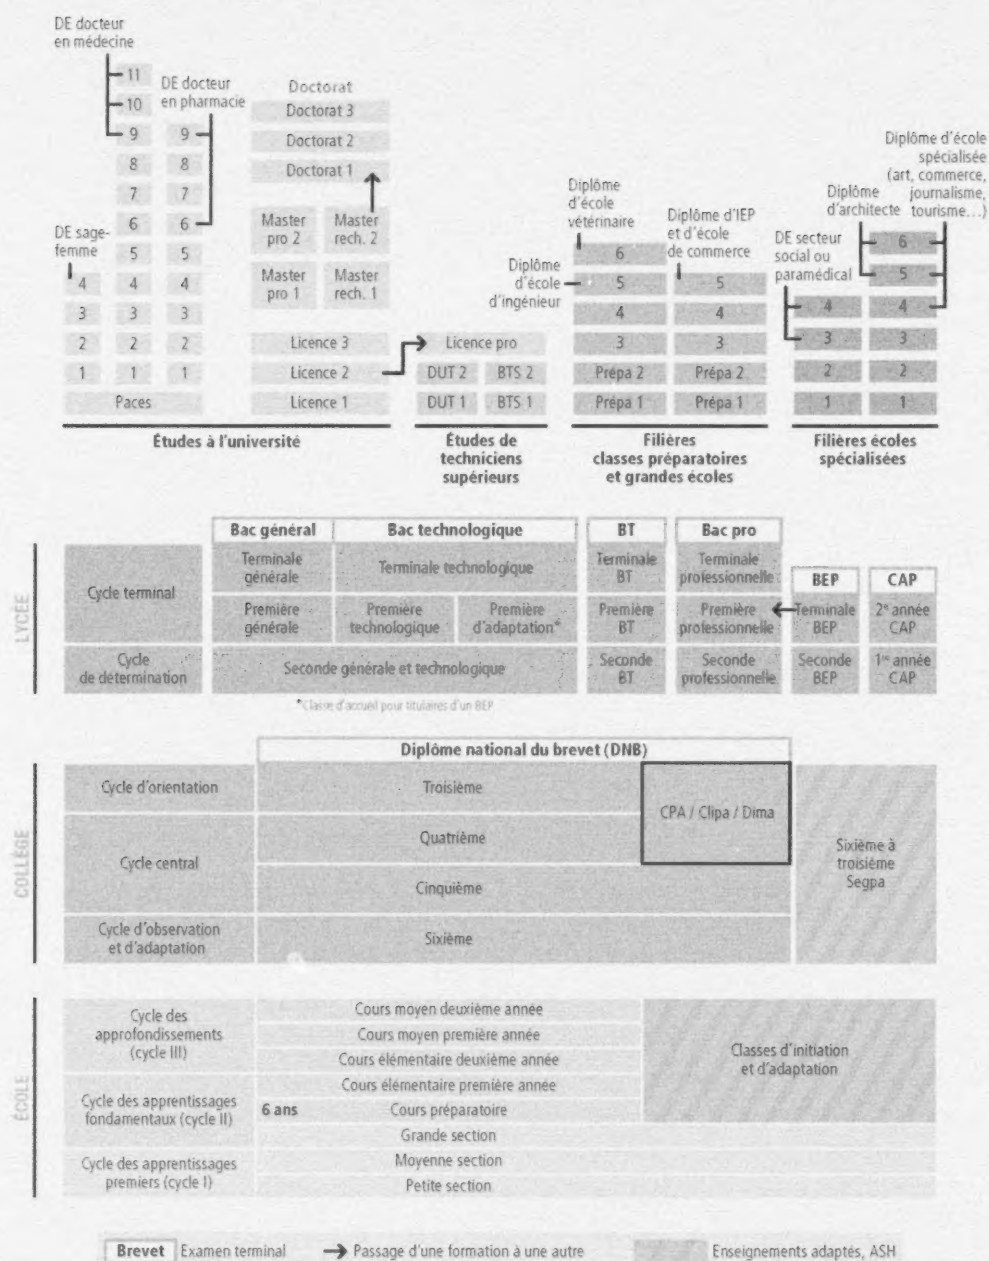 DE docteur
en médecine
11
10
9
8
7
6
5
4
3
2
1
DE docteur
en pharmacie
9
8
7
6
5
4
3
2
1
DE sage-
femme
4
3
2
1
Paces
Doctorat
Doctorat 3
Doctorat 2
Doctorat 1
Master
pro 2
Master
rech. 2
Master
pro 1
Master
rech. 1
Licence 3
Licence 2
Licence 1
Licence pro
DUT 2
BTS 2
DUT 1
BTS 1
Diplôme
d'école
vétérinaire
Diplôme
d'école
d'ingénieur
6
5
4
3
Prépa 2
Prépa 1
Diplôme d'IEP
et d'école
de commerce
5
4
3
Prépa 2
Prépa 1
DE secteur
social ou
paramédical
4
3
2
1
Diplôme
d'architecte
Diplôme d'école
spécialisée
(art, commerce,
journalisme,
tourisme…)
6
5
4
3
2
1
Études à l'université
Études de
techniciens
supérieurs
Filières
classes préparatoires
et grandes écoles
Filières écoles
spécialisées
LYCÉE
Bac général
Bac technologique
BT
Bac pro
Cycle terminal
Terminale
générale
Terminale technologique
Terminale
BT
Terminale
professionnelle
BEP
CAP
Première
générale
Première
technologique
Première
d'adaptation*
Première
BT
Première
professionnelle
Terminale
BEP
2e année
CAP
Cycle
de détermination
Seconde générale et technologique
Seconde
BT
Seconde
professionnelle
Seconde
BEP
1re année
CAP
*Classe d'accueil pour titulaires d'un BEP
COLLÈGE
Diplôme national du brevet (DNB)
Cycle d'orientation
Troisième
CPA / Clipa / Dima
Cycle central
Quatrième
Cinquième
Sixième à
troisième
Segpa
Cycle d'observation
et d'adaptation
Sixième
ÉCOLE
Cycle des
approfondissements
(cycle III)
Cours moyen deuxième année
Cours moyen première année
Cours élémentaire deuxième année
Classes d'initiation
et d'adaptation
Cycle des apprentissages
fondamentaux (cycle II)
Cours élémentaire première année
6 ans
Cours préparatoire
Grande section
Cycle des apprentissages
premiers (cycle I)
Moyenne section
Petite section
Brevet
Examen terminal
Passage d'une formation à une autre
Enseignements adaptés, ASH